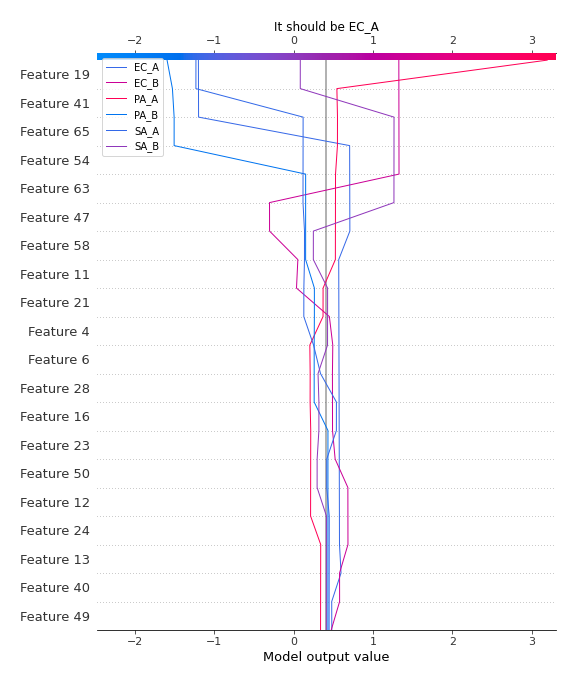 It should be EC_A
−2 −1 0 1 2 3
EC_A
EC_B
PA_A
PA_B
SA_A
SA_B
Feature 19
Feature 41
Feature 65
Feature 54
Feature 63
Feature 47
Feature 58
Feature 11
Feature 21
Feature 4
Feature 6
Feature 28
Feature 16
Feature 23
Feature 50
Feature 12
Feature 24
Feature 13
Feature 40
Feature 49
−2 −1 0 1 2 3
Model output value